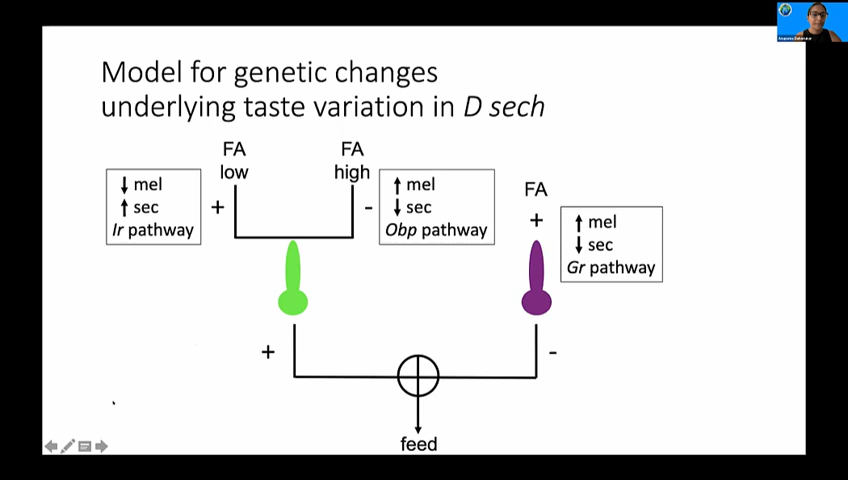 Model for genetic changes
underlying taste variation in D sech
FA
low
FA
high
↓ mel
↑ sec
Ir pathway
+
-
↑ mel
↓ sec
Obp pathway
FA
+
↑ mel
↓ sec
Gr pathway
+
-
feed